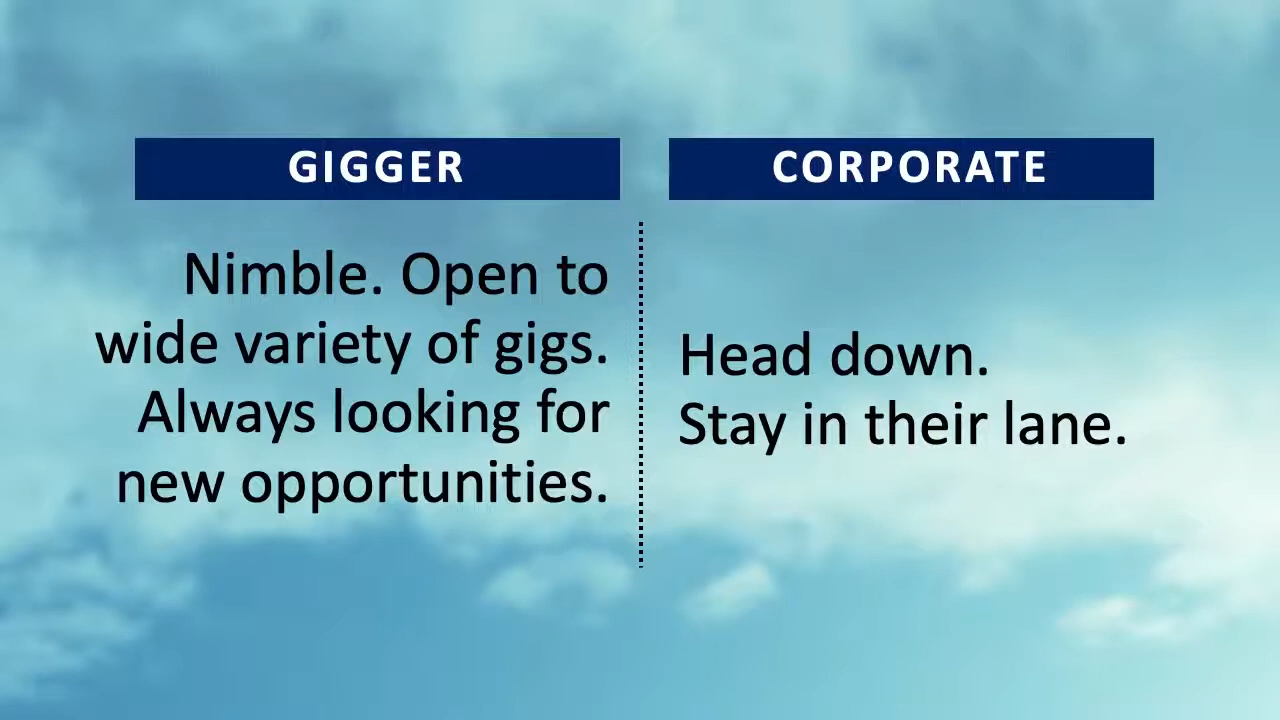 GIGGER
Nimble. Open to
wide variety of gigs.
Always looking for
new opportunities.
CORPORATE
Head down.
Stay in their lane.